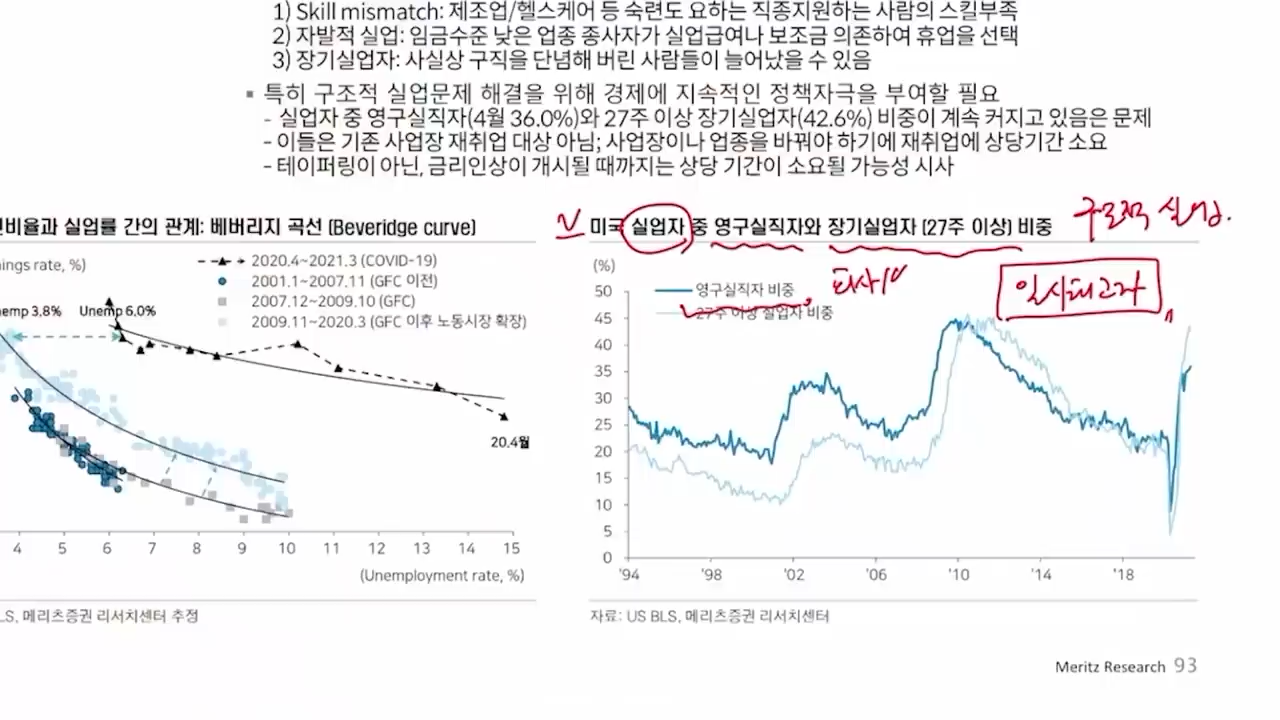 1) Skill mismatch: 제조업/헬스케어 등 숙련도 요하는 직종지원하는 사람의 스킬부족
2) 자발적 실업: 임금수준 낮은 업종 종사자가 실업급여나 보조금 의존하여 휴업을 선택
3) 장기실업자: 사실상 구직을 단념해 버린 사람들이 늘어났을 수 있음
▪ 특히 구조적 실업문제 해결을 위해 경제에 지속적인 정책자극을 부여할 필요
- 실업자 중 영구실직자(4월 36.0%)와 27주 이상 장기실업자(42.6%) 비중이 계속 커지고 있음은 문제
- 이들은 기존 사업장 재취업 대상 아님; 사업장이나 업종을 바꿔야 하기에 재취업에 상당기간 소요
- 테이퍼링이 아닌, 금리인상이 개시될 때까지는 상당 기간이 소요될 가능성 시사
비율과 실업률 간의 관계: 베버리지 곡선 (Beveridge curve)
nings rate, %)
2020.4~2021.3 (COVID-19)
2001.1~2007.11 (GFC 이전)
2007.12~2009.10 (GFC)
2009.11~2020.3 (GFC 이후 노동시장 확장)
nemp 3.8% Unemp 6.0%
20.4월
4 5 6 7 8 9 10 11 12 13 14 15
(Unemployment rate, %)
LS, 메리츠증권 리서치센터 추정
미국 실업자 중 영구실직자와 장기실업자 (27주 이상) 비중
구조적 실업.
일시해고자
(%)
영구실직자 비중
27주 이상 실업자 비중
50
45
40
35
30
25
20
15
10
5
0
'94 '98 '02 '06 '10 '14 '18
자료: US BLS, 메리츠증권 리서치센터
Meritz Research 93